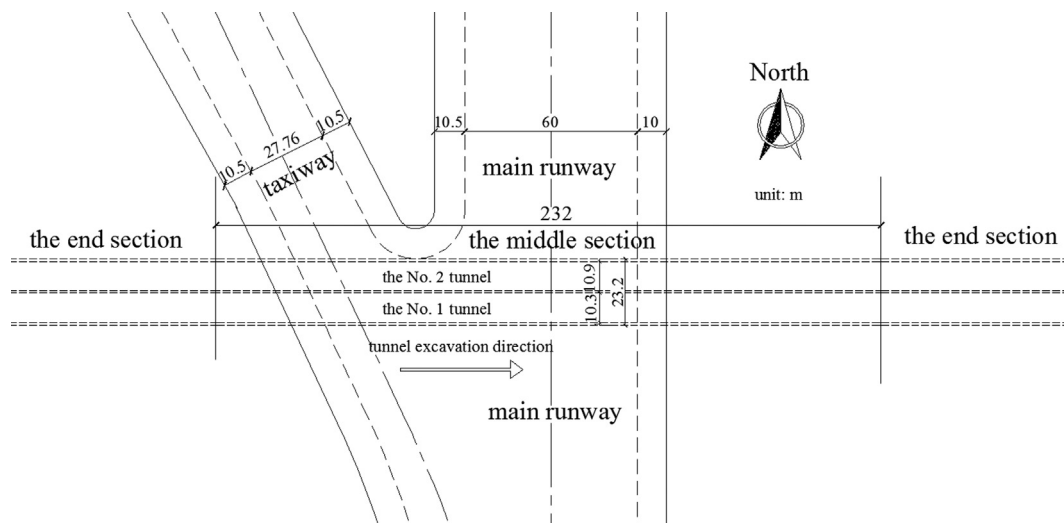 North
10.5
60
10
10.5
27.76
10.5
taxiway
main runway
unit: m
232
the end section
the middle section
the end section
the No. 2 tunnel
10.9
23.2
the No. 1 tunnel
10.3
tunnel excavation direction
main runway